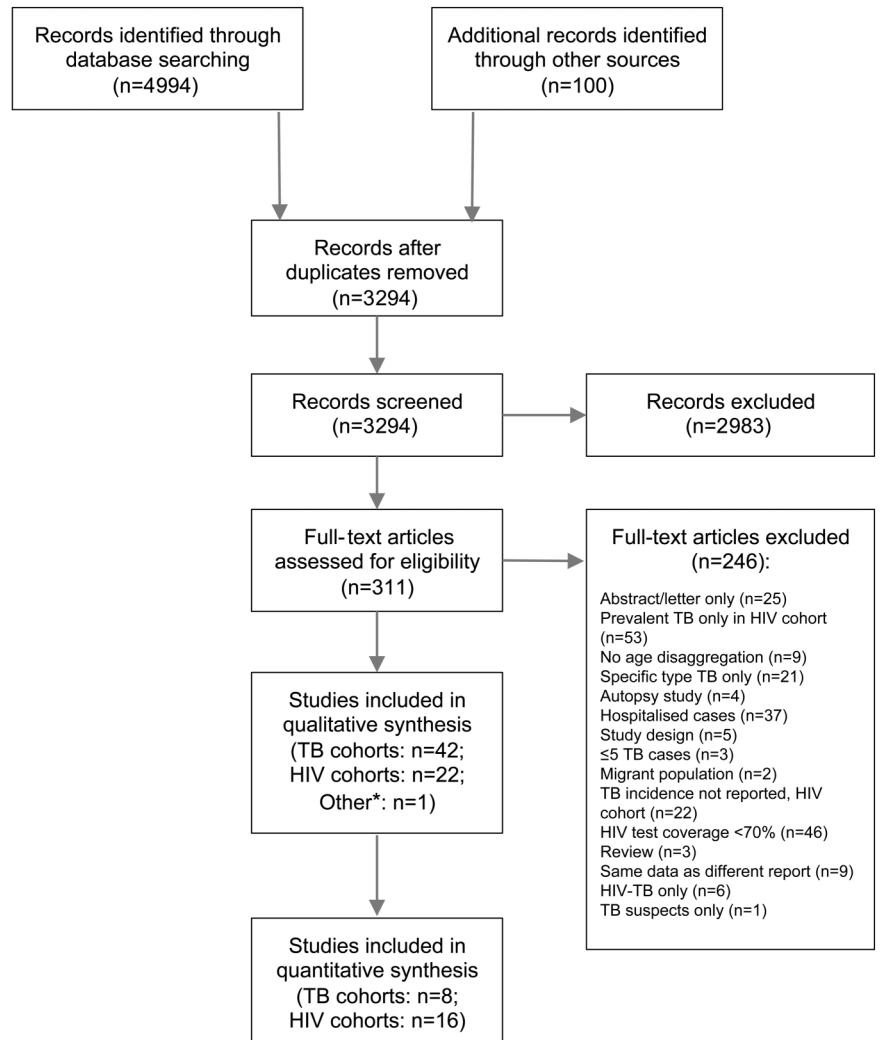 Records identified through
database searching
(n=4994)
Additional records identified
through other sources
(n=100)
Records after
duplicates removed
(n=3294)
Records screened
(n=3294)
Records excluded
(n=2983)
Full-text articles
assessed for eligibility
(n=311)
Full-text articles excluded
(n=246):
Abstract/letter only (n=25)
Prevalent TB only in HIV cohort
(n=53)
No age disaggregation (n=9)
Specific type TB only (n=21)
Autopsy study (n=4)
Hospitalised cases (n=37)
Study design (n=5)
≤5 TB cases (n=3)
Migrant population (n=2)
TB incidence not reported, HIV
cohort (n=22)
HIV test coverage <70% (n=46)
Review (n=3)
Same data as different report (n=9)
HIV-TB only (n=6)
TB suspects only (n=1)
Studies included in
qualitative synthesis
(TB cohorts: n=42;
HIV cohorts: n=22;
Other*: n=1)
Studies included in
quantitative synthesis
(TB cohorts: n=8;
HIV cohorts: n=16)